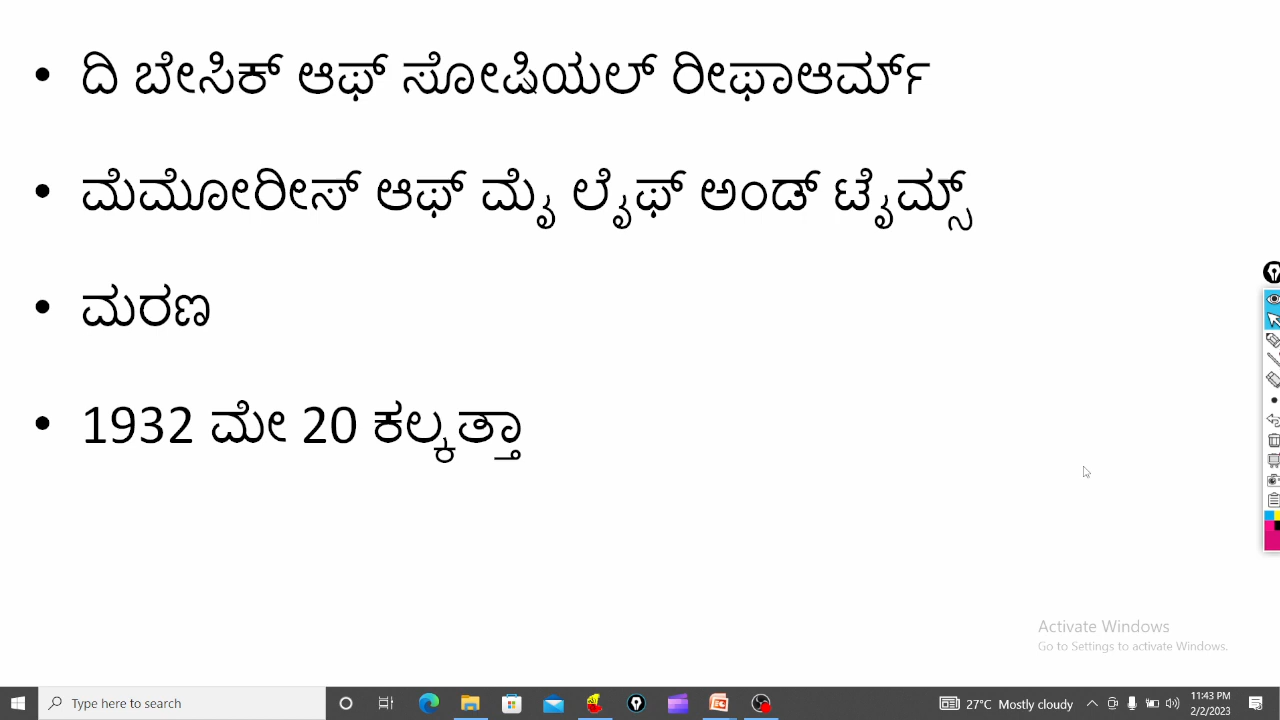 • ದಿ ಬೇಸಿಕ್ ಆಫ್ ಸೋಷಿಯಲ್ ರೀಫಾಆರ್ಮ್
• ಮೆಮೋರೀಸ್ ಆಫ್ ಮೈ ಲೈಫ್ ಅಂಡ್ ಟೈಮ್ಸ್
• ಮರಣ
• 1932 ಮೇ 20 ಕಲ್ಕತ್ತಾ
Activate Windows
Go to Settings to activate Windows.
Type here to search
27°C Mostly cloudy
11:43 PM
2/2/2023